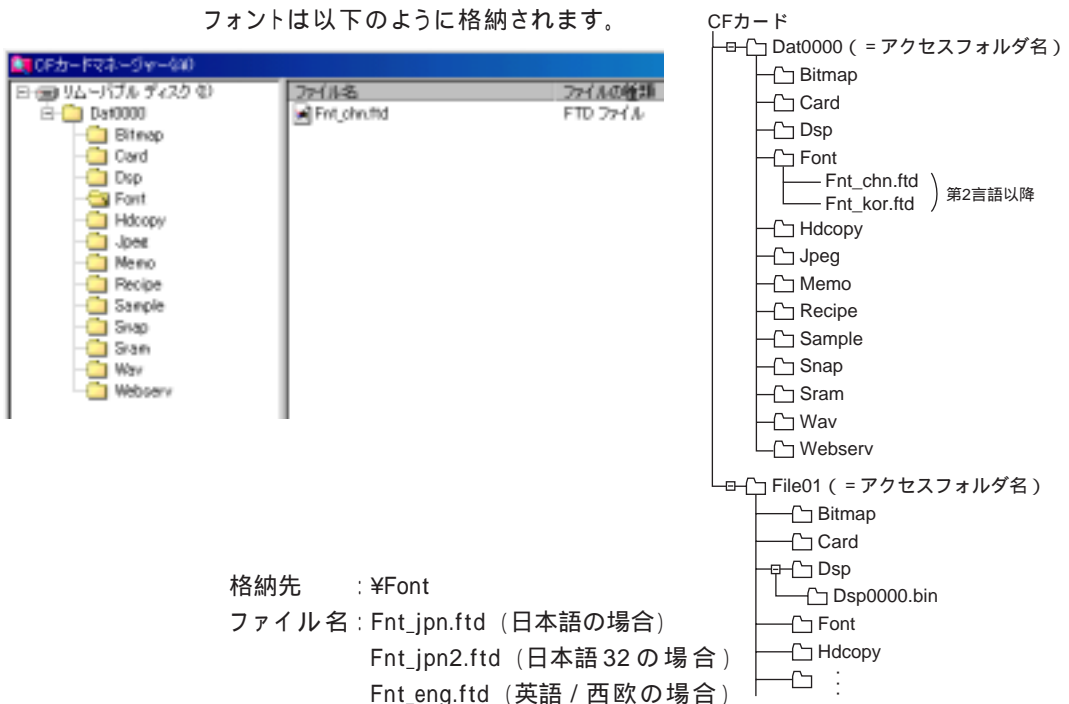 フォントは以下のように格納されます。
CFカードマネージャー
リムーバブル ディスク
Dat0000
Bitmap
Card
Dsp
Font
Hdcopy
Jpeg
Memo
Recipe
Sample
Snap
Sram
Wav
Webserv
ファイル名 ファイルの種類
Fnt_chn.ftd FTD ファイル
CFカード
Dat0000 ( = アクセスフォルダ名 )
Bitmap
Card
Dsp
Font
Fnt_chn.ftd
Fnt_kor.ftd
第2言語以降
Hdcopy
Jpeg
Memo
Recipe
Sample
Snap
Sram
Wav
Webserv
File01 ( = アクセスフォルダ名 )
Bitmap
Card
Dsp
Dsp0000.bin
Font
Hdcopy
格納先 : ¥Font
ファイル名 : Fnt_jpn.ftd (日本語の場合)
Fnt_jpn2.ftd (日本語 32 の場合)
Fnt_eng.ftd (英語 / 西欧の場合)